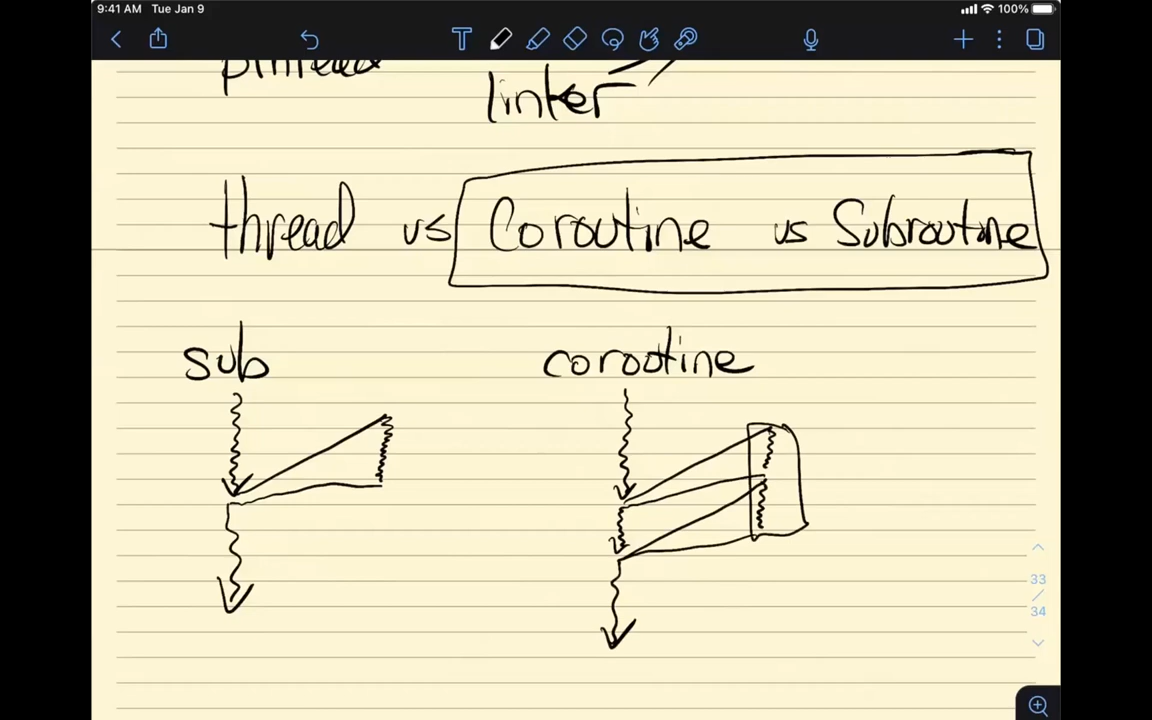 9:41 AM Tue Jan 9
100%
linter
thread vs Coroutine vs Subroutine
sub
coroutine
33
/
34